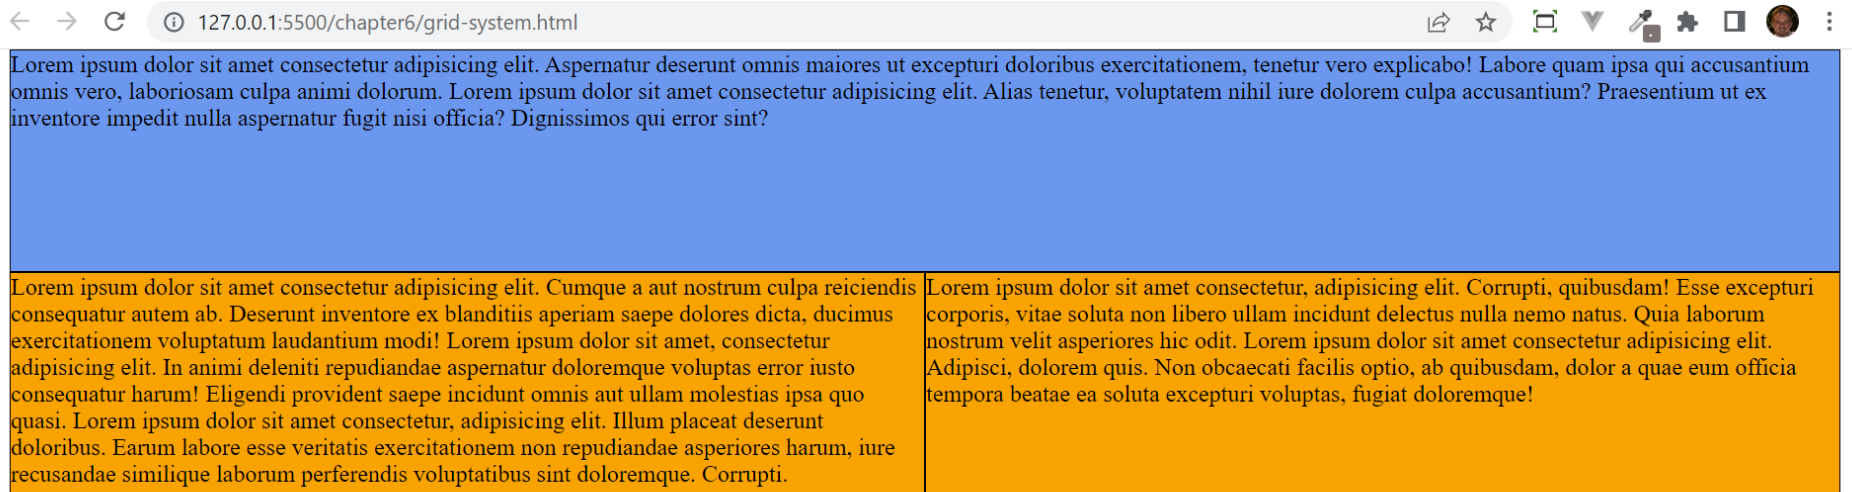 127.0.0.1:5500/chapter6/grid-system.html
Lorem ipsum dolor sit amet consectetur adipisicing elit. Aspernatur deserunt omnis maiores ut excepturi doloribus exercitationem, tenetur vero explicabo! Labore quam ipsa qui accusantium
omnis vero, laboriosam culpa animi dolorum. Lorem ipsum dolor sit amet consectetur adipisicing elit. Alias tenetur, voluptatem nihil iure dolorem culpa accusantium? Praesentium ut ex
inventore impedit nulla aspernatur fugit nisi officia? Dignissimos qui error sint?
Lorem ipsum dolor sit amet consectetur adipisicing elit. Cumque a aut nostrum culpa reiciendis
consequatur autem ab. Deserunt inventore ex blanditiis aperiam saepe dolores dicta, ducimus
exercitationem voluptatum laudantium modi! Lorem ipsum dolor sit amet, consectetur
adipisicing elit. In animi deleniti repudiandae aspernatur doloremque voluptas error iusto
consequatur harum! Eligendi provident saepe incidunt omnis aut ullam molestias ipsa quo
quasi. Lorem ipsum dolor sit amet consectetur, adipisicing elit. Illum placeat deserunt
doloribus. Earum labore esse veritatis exercitationem non repudiandae asperiores harum, iure
recusandae similique laborum perferendis voluptatibus sint doloremque. Corrupti.
Lorem ipsum dolor sit amet consectetur, adipisicing elit. Corrupti, quibusdam! Esse excepturi
corporis, vitae soluta non libero ullam incidunt delectus nulla nemo natus. Quia laborum
nostrum velit asperiores hic odit. Lorem ipsum dolor sit amet consectetur adipisicing elit.
Adipisci, dolorem quis. Non obcaecati facilis optio, ab quibusdam, dolor a quae eum officia
tempora beatae ea soluta excepturi voluptas, fugiat doloremque!